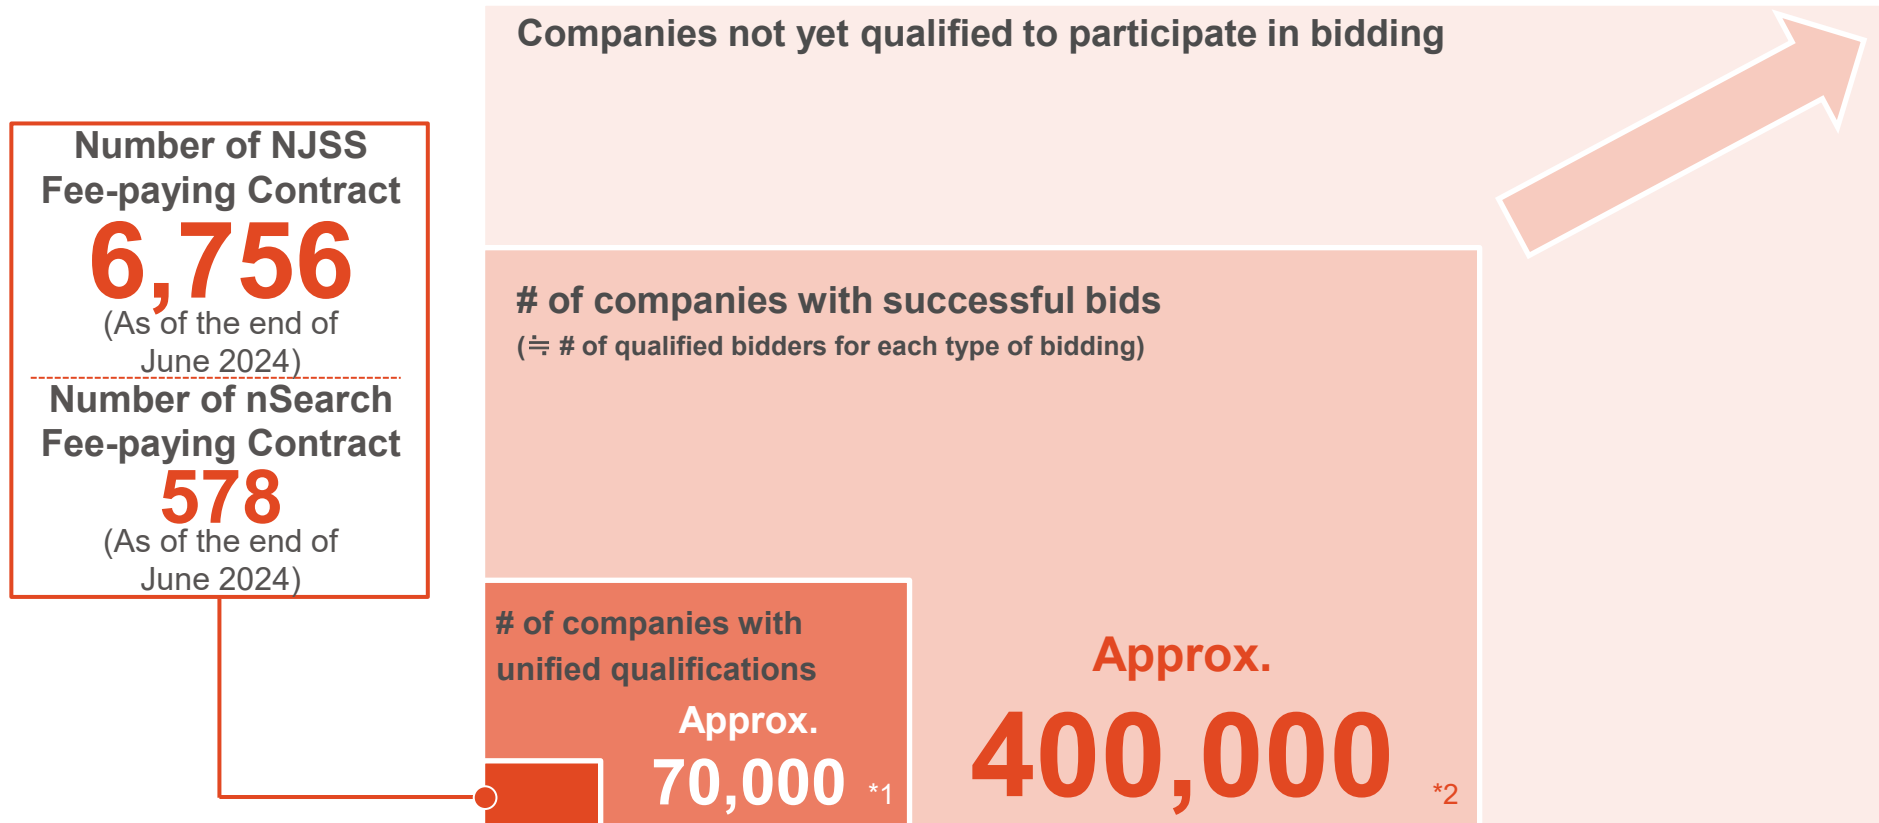 Companies not yet qualified to participate in bidding
Number of NJSS
Fee-paying Contract
6,756
(As of the end of
June 2024)
Number of nSearch
Fee-paying Contract
578
(As of the end of
June 2024)
# of companies with successful bids
(≒ # of qualified bidders for each type of bidding)
# of companies with
unified qualifications
Approx.
70,000 *1
Approx.
400,000 *2